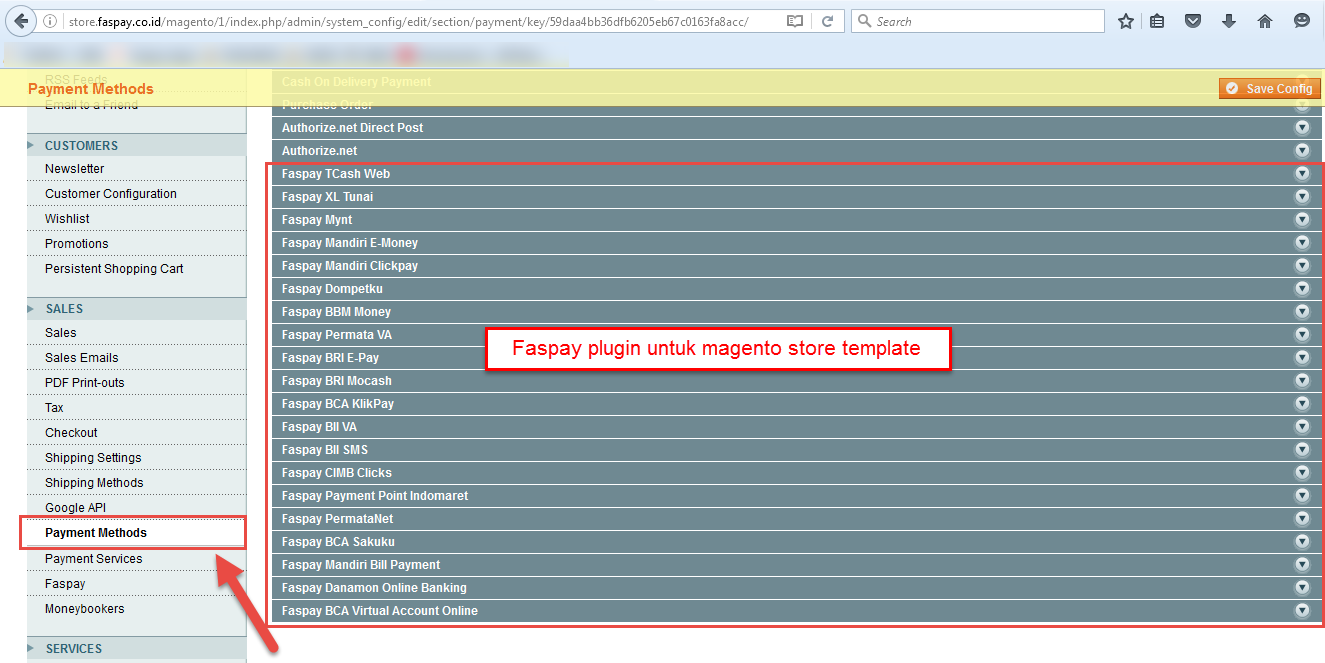 store.faspay.co.id/magento/1/index.php/admin/system_config/edit/section/payment/key/59daa4bb36dfb6205eb67c0163fa8acc/
Search
RSS Feeds
Payment Methods
Email to a Friend
Cash On Delivery Payment
Save Config
Purchase Order
CUSTOMERS
Newsletter
Customer Configuration
Wishlist
Promotions
Persistent Shopping Cart
SALES
Sales
Sales Emails
PDF Print-outs
Tax
Checkout
Shipping Settings
Shipping Methods
Google API
Payment Methods
Payment Services
Faspay
Moneybookers
SERVICES
Authorize.net Direct Post
Authorize.net
Faspay TCash Web
Faspay XL Tunai
Faspay Mynt
Faspay Mandiri E-Money
Faspay Mandiri Clickpay
Faspay Dompetku
Faspay BBM Money
Faspay Permata VA
Faspay BRI E-Pay
Faspay BRI Mocash
Faspay BCA KlikPay
Faspay BII VA
Faspay BII SMS
Faspay CIMB Clicks
Faspay Payment Point Indomaret
Faspay PermataNet
Faspay BCA Sakuku
Faspay Mandiri Bill Payment
Faspay Danamon Online Banking
Faspay BCA Virtual Account Online
Faspay plugin untuk magento store template